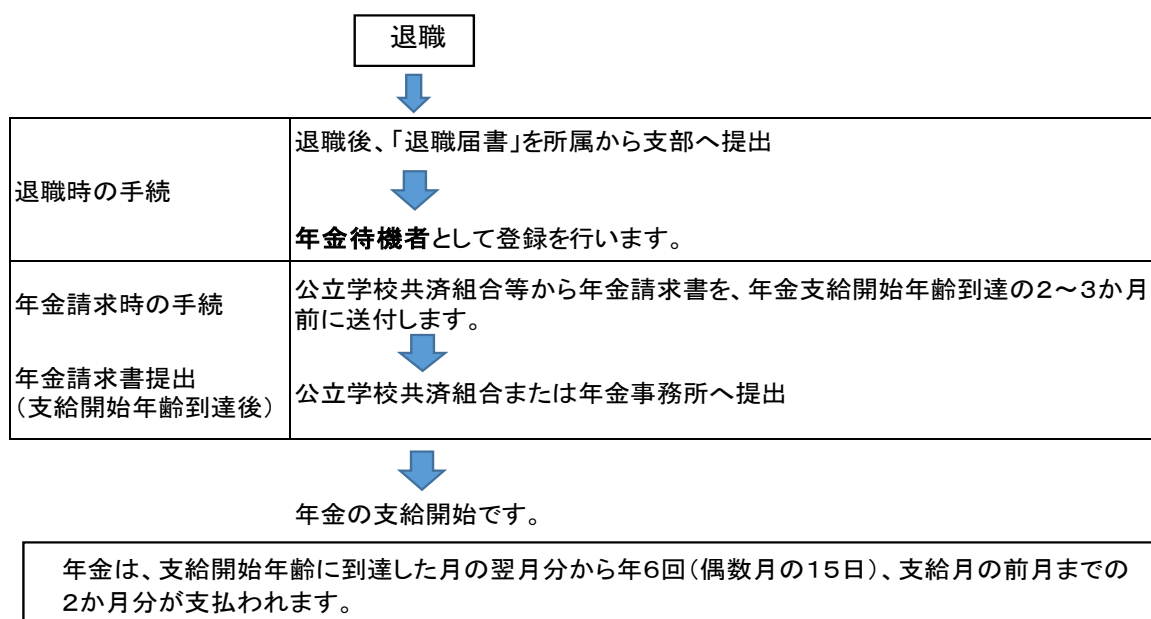 退職
退職後、「退職届書」を所属から支部へ提出
退職時の手続
年金待機者として登録を行います。
年金請求時の手続
公立学校共済組合等から年金請求書を、年金支給開始年齢到達の2～3か月
前に送付します。
年金請求書提出
（支給開始年齢到達後）
公立学校共済組合または年金事務所へ提出
年金の支給開始です。
年金は、支給開始年齢に到達した月の翌月分から年6回（偶数月の15日）、支給月の前月までの
2か月分が支払われます。